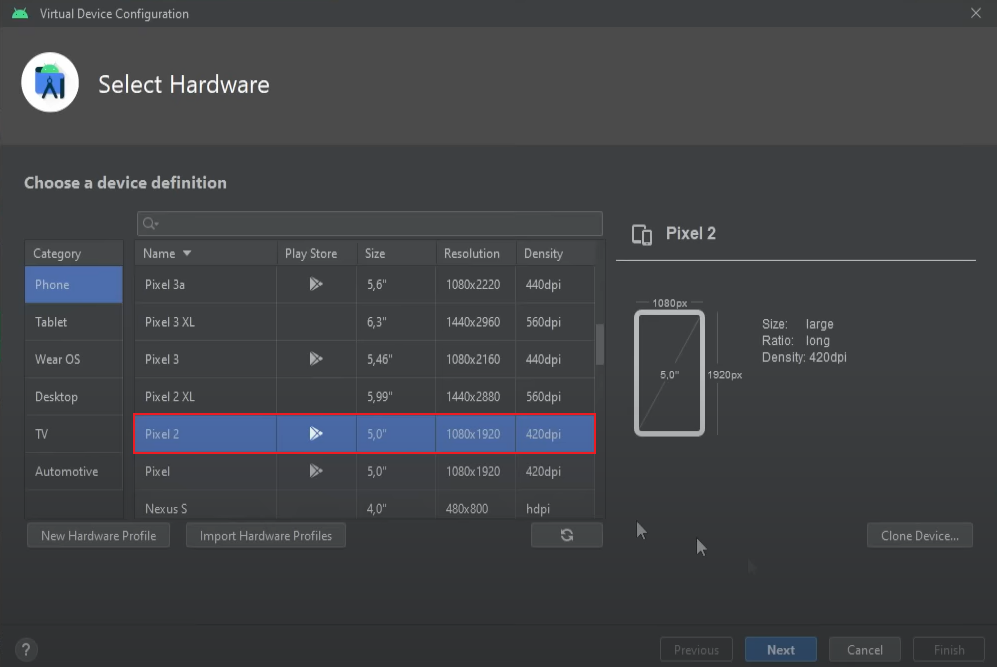 Virtual Device Configuration
Select Hardware
Choose a device definition
Category
Phone
Tablet
Wear OS
Desktop
TV
Automotive
Name Play Store Size Resolution Density
Pixel 3a 5,6" 1080x2220 440dpi
Pixel 3 XL 6,3" 1440x2960 560dpi
Pixel 3 5,46" 1080x2160 440dpi
Pixel 2 XL 5,99" 1440x2880 560dpi
Pixel 2 5,0" 1080x1920 420dpi
Pixel 5,0" 1080x1920 420dpi
Nexus S 4,0" 480x800 hdpi
New Hardware Profile
Import Hardware Profiles
Pixel 2
1080px
5,0"
1920px
Size: large
Ratio: long
Density: 420dpi
Clone Device...
?
Previous
Next
Cancel
Finish